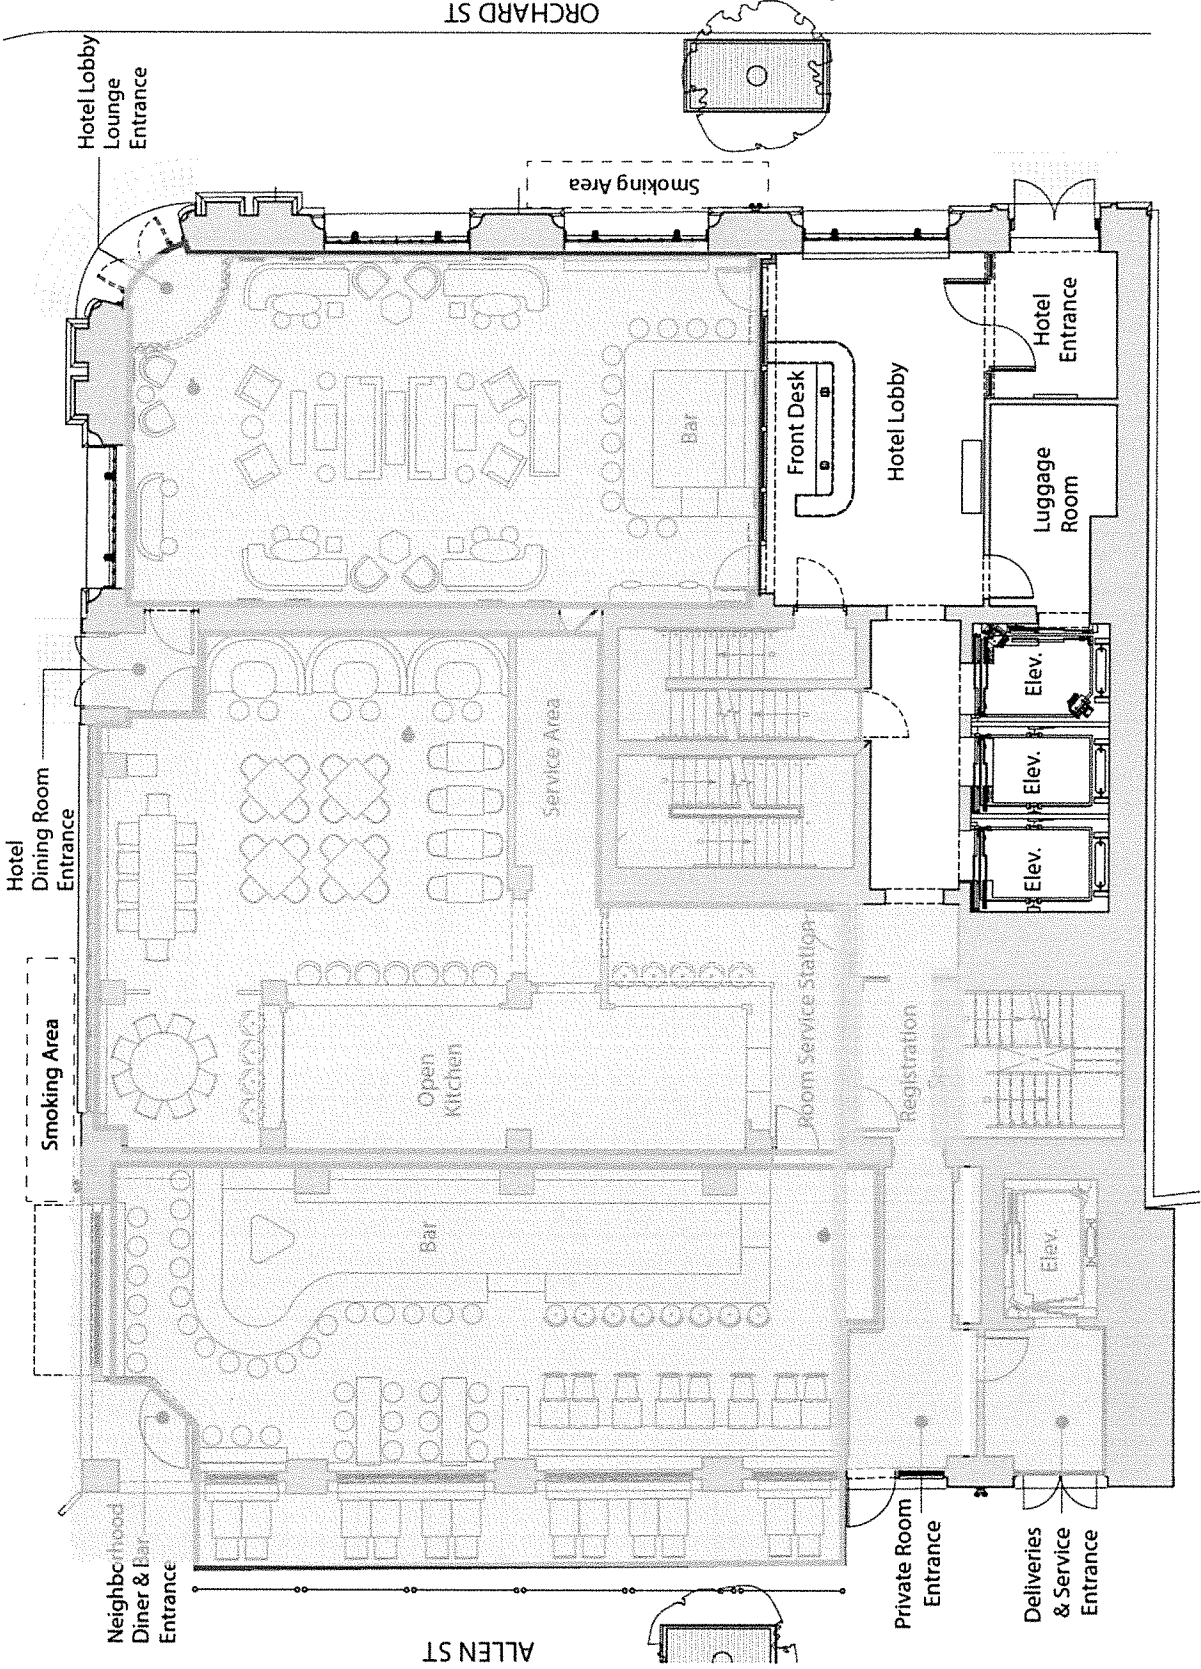 ORCHARD ST
Hotel Lobby
Lounge
Entrance
Smoking Area
Hotel
Dining Room
Entrance
Smoking Area
Neighborhood
Diner & Bar
Entrance
Bar
Front Desk
Hotel Lobby
Hotel
Entrance
Luggage
Room
Service Area
Elev.
Elev.
Elev.
Open
Kitchen
Room Service Station
Registration
Bar
Elev.
Private Room
Entrance
Deliveries
& Service
Entrance
ALLEN ST